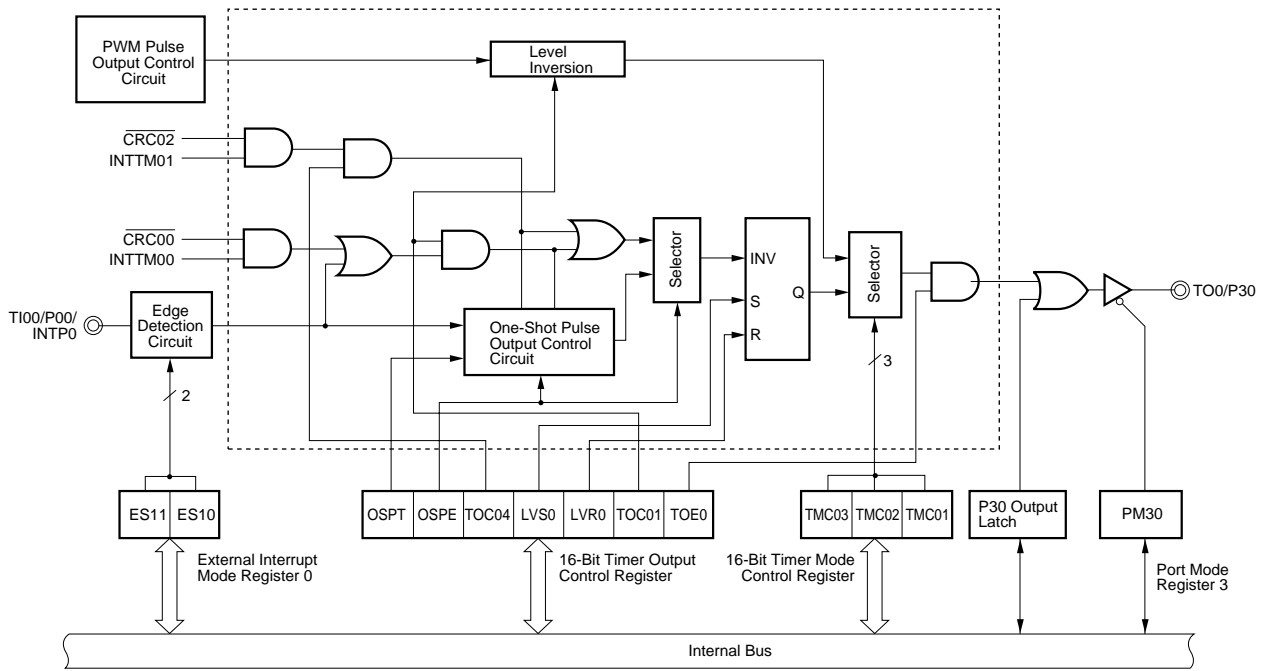 PWM Pulse
Output Control
Circuit
Level
Inversion
CRC02
INTTM01
CRC00
INTTM00
Selector
INV
S
R
Q
Selector
TO0/P30
TI00/P00/
INTP0
Edge
Detection
Circuit
One-Shot Pulse
Output Control
Circuit
2
3
ES11
ES10
OSPT
OSPE
TOC04
LVS0
LVR0
TOC01
TOE0
TMC03
TMC02
TMC01
P30 Output
Latch
PM30
External Interrupt
Mode Register 0
16-Bit Timer Output
Control Register
16-Bit Timer Mode
Control Register
Port Mode
Register 3
Internal Bus